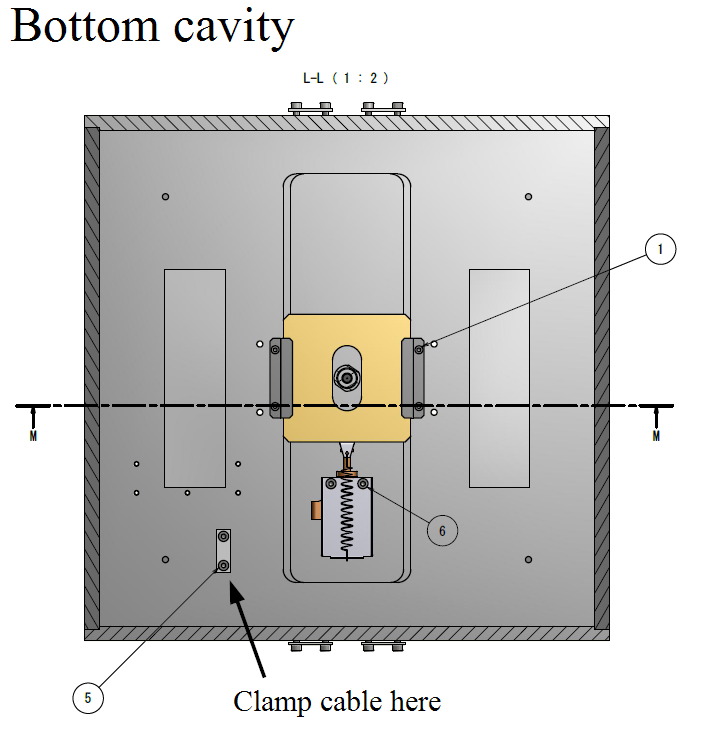 Bottom cavity
L-L ( 1 : 2 )
1
M M
6
5
Clamp cable here